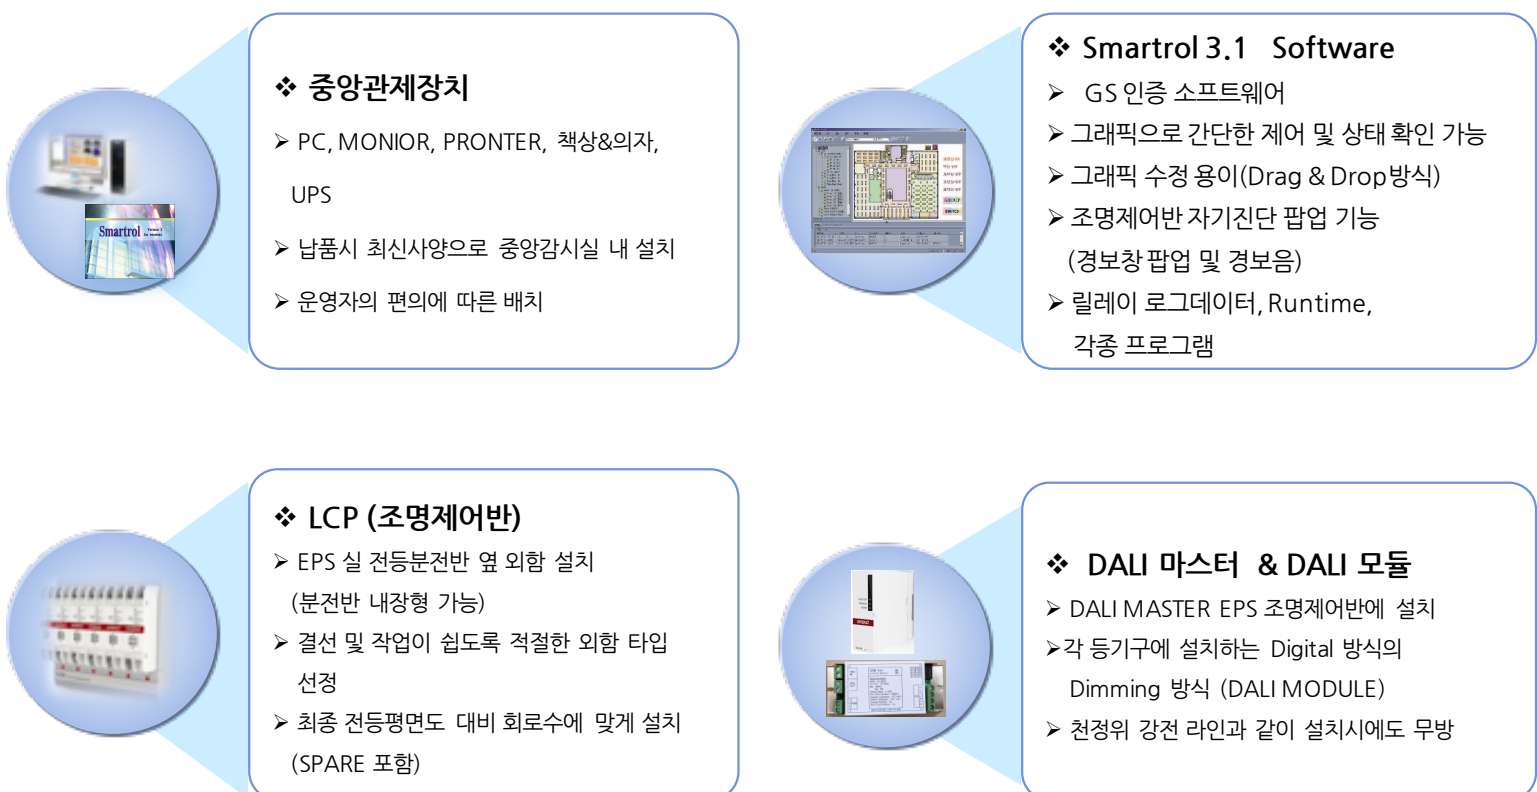 ❖ 중앙관제장치
➢ PC, MONIOR, PRONTER, 책상&의자,
UPS
➢ 납품시 최신사양으로 중앙감시실 내 설치
➢ 운영자의 편의에 따른 배치
Smartrol
❖ Smartrol 3.1 Software
➢ GS 인증 소프트웨어
➢ 그래픽으로 간단한 제어 및 상태 확인 가능
➢ 그래픽 수정 용이(Drag & Drop방식)
➢ 조명제어반 자기진단 팝업 기능
(경보창 팝업 및 경보음)
➢ 릴레이 로그데이터, Runtime,
각종 프로그램
❖ LCP (조명제어반)
➢ EPS 실 전등분전반 옆 외함 설치
(분전반 내장형 가능)
➢ 결선 및 작업이 쉽도록 적절한 외함 타입
선정
➢ 최종 전등평면도 대비 회로수에 맞게 설치
(SPARE 포함)
❖ DALI 마스터 & DALI 모듈
➢ DALI MASTER EPS 조명제어반에 설치
➢각 등기구에 설치하는 Digital 방식의
Dimming 방식 (DALI MODULE)
➢ 천정위 강전 라인과 같이 설치시에도 무방